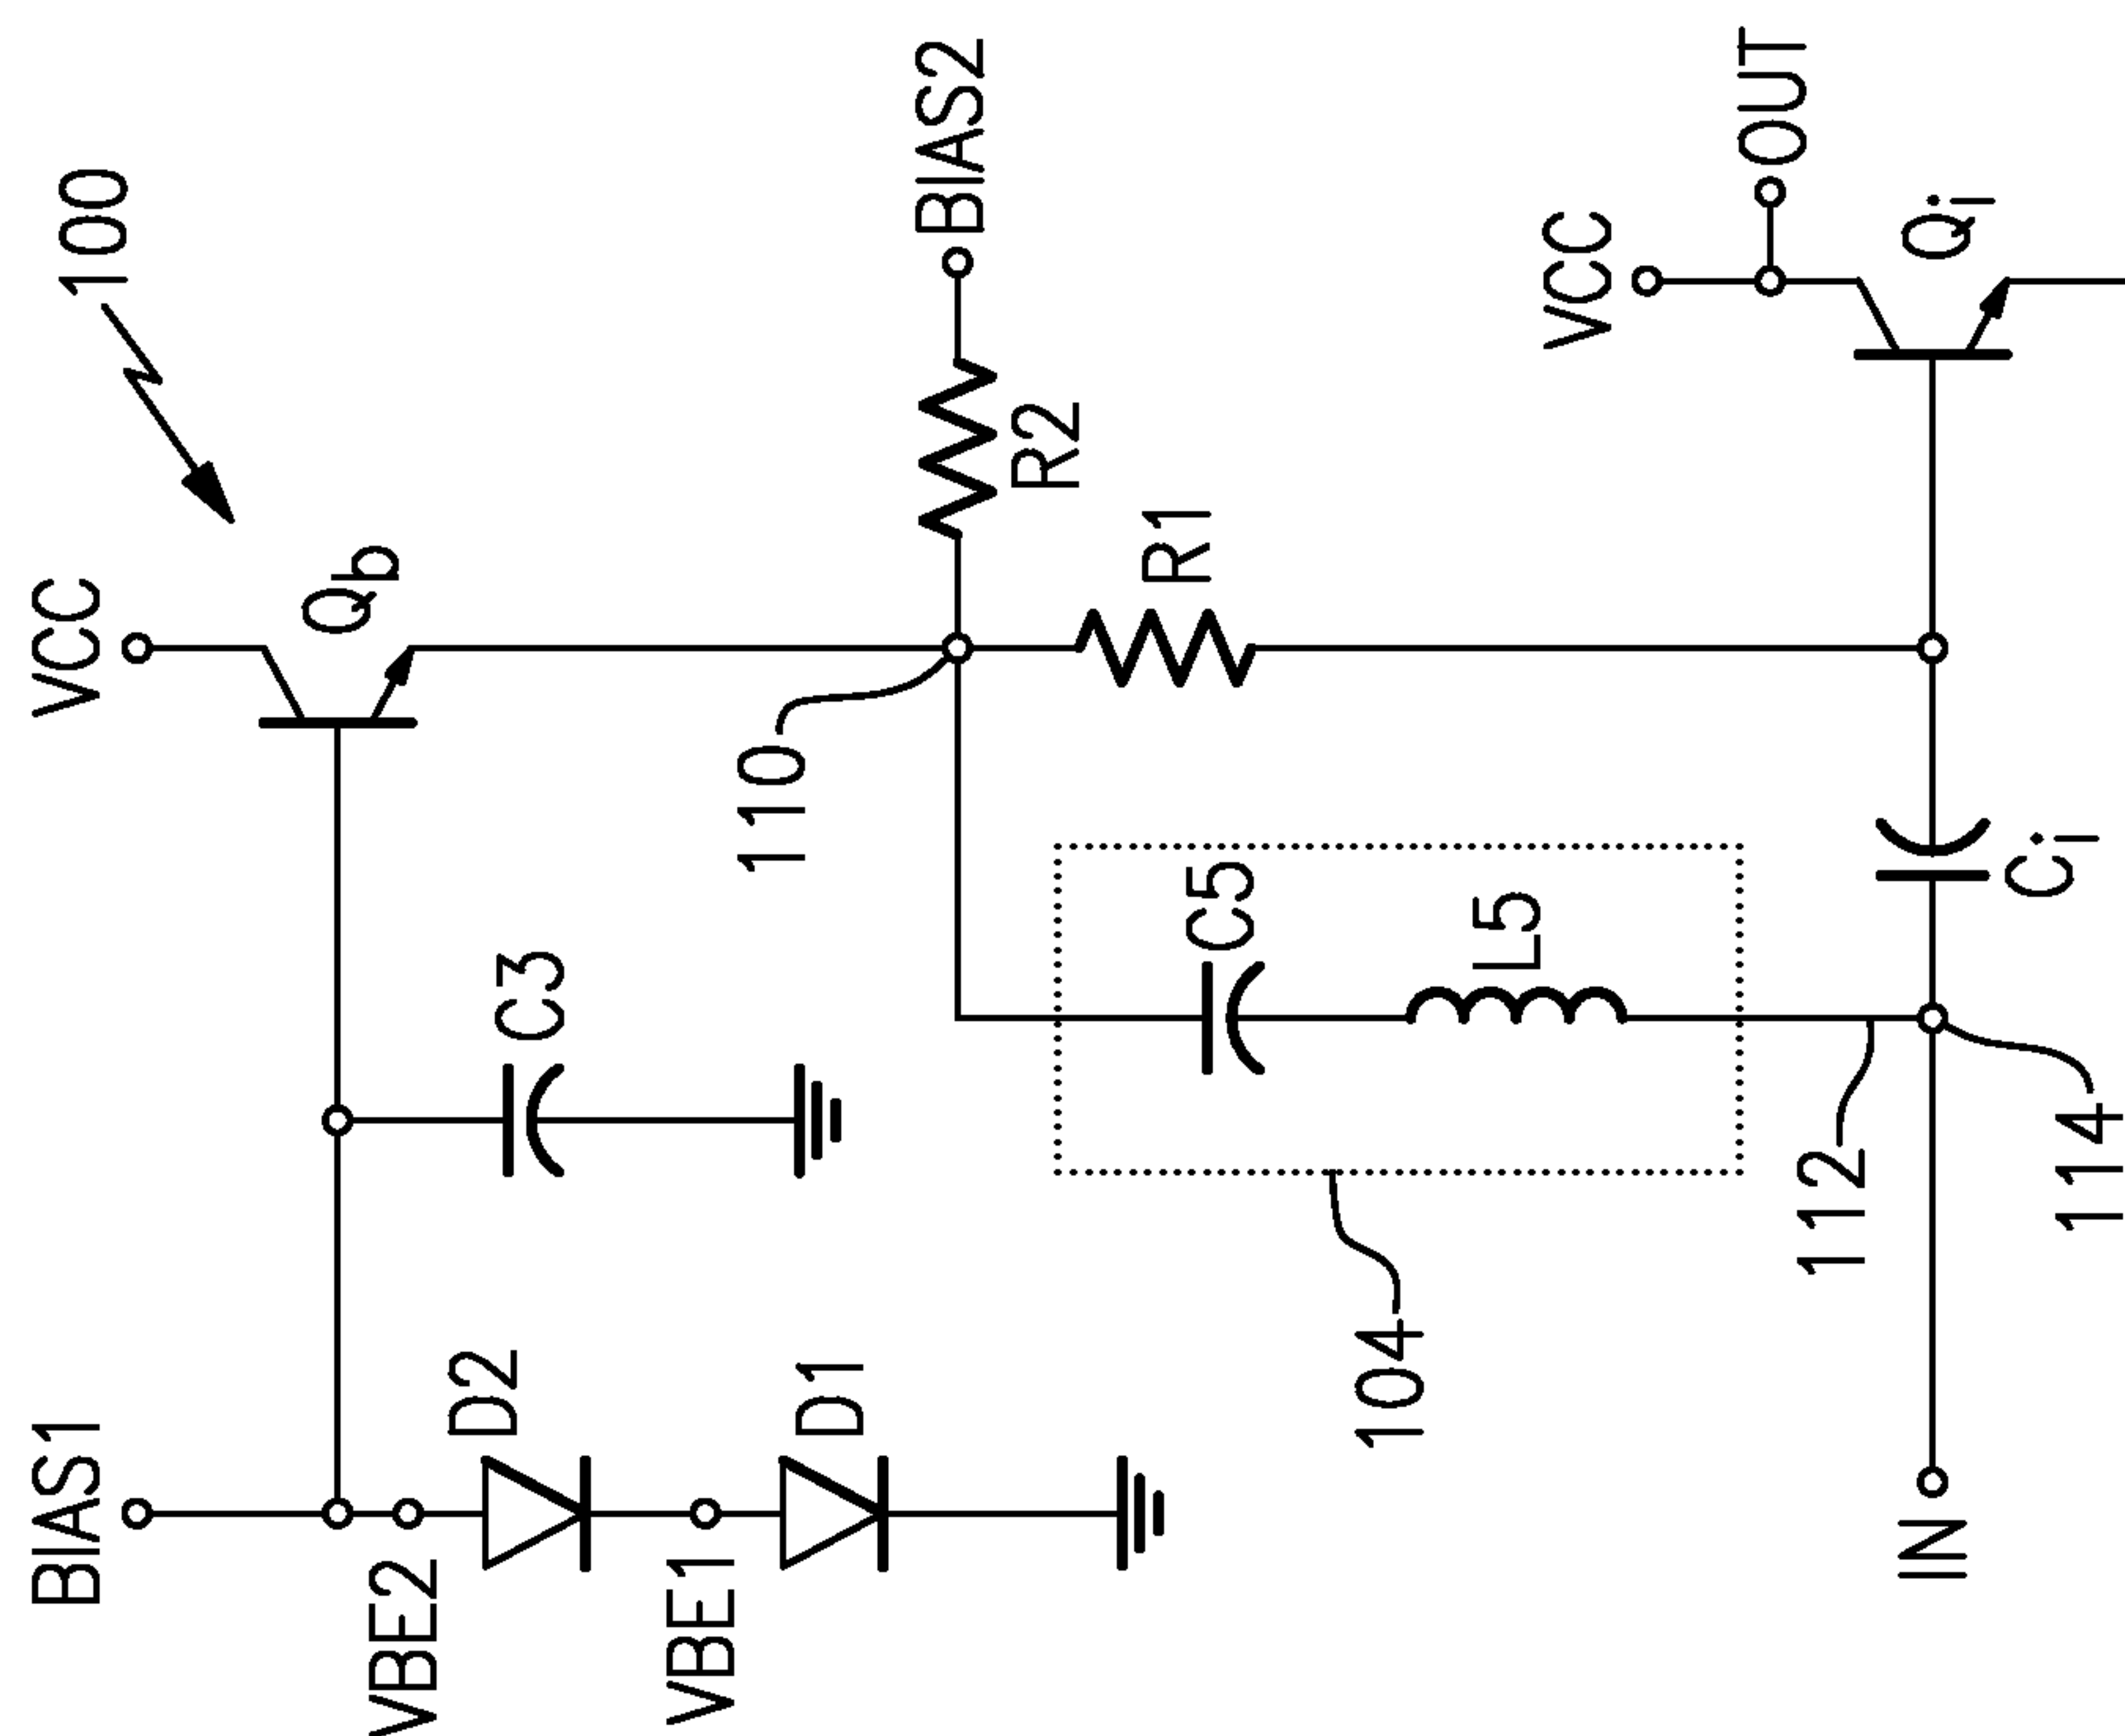 100
VCC
Qb
BIAS2
R2
R1
110
VCC
OUT
Qi
C3
C5
L5
Ci
BIAS1
VBE2
D2
VBE1
D1
104
112
114
IN